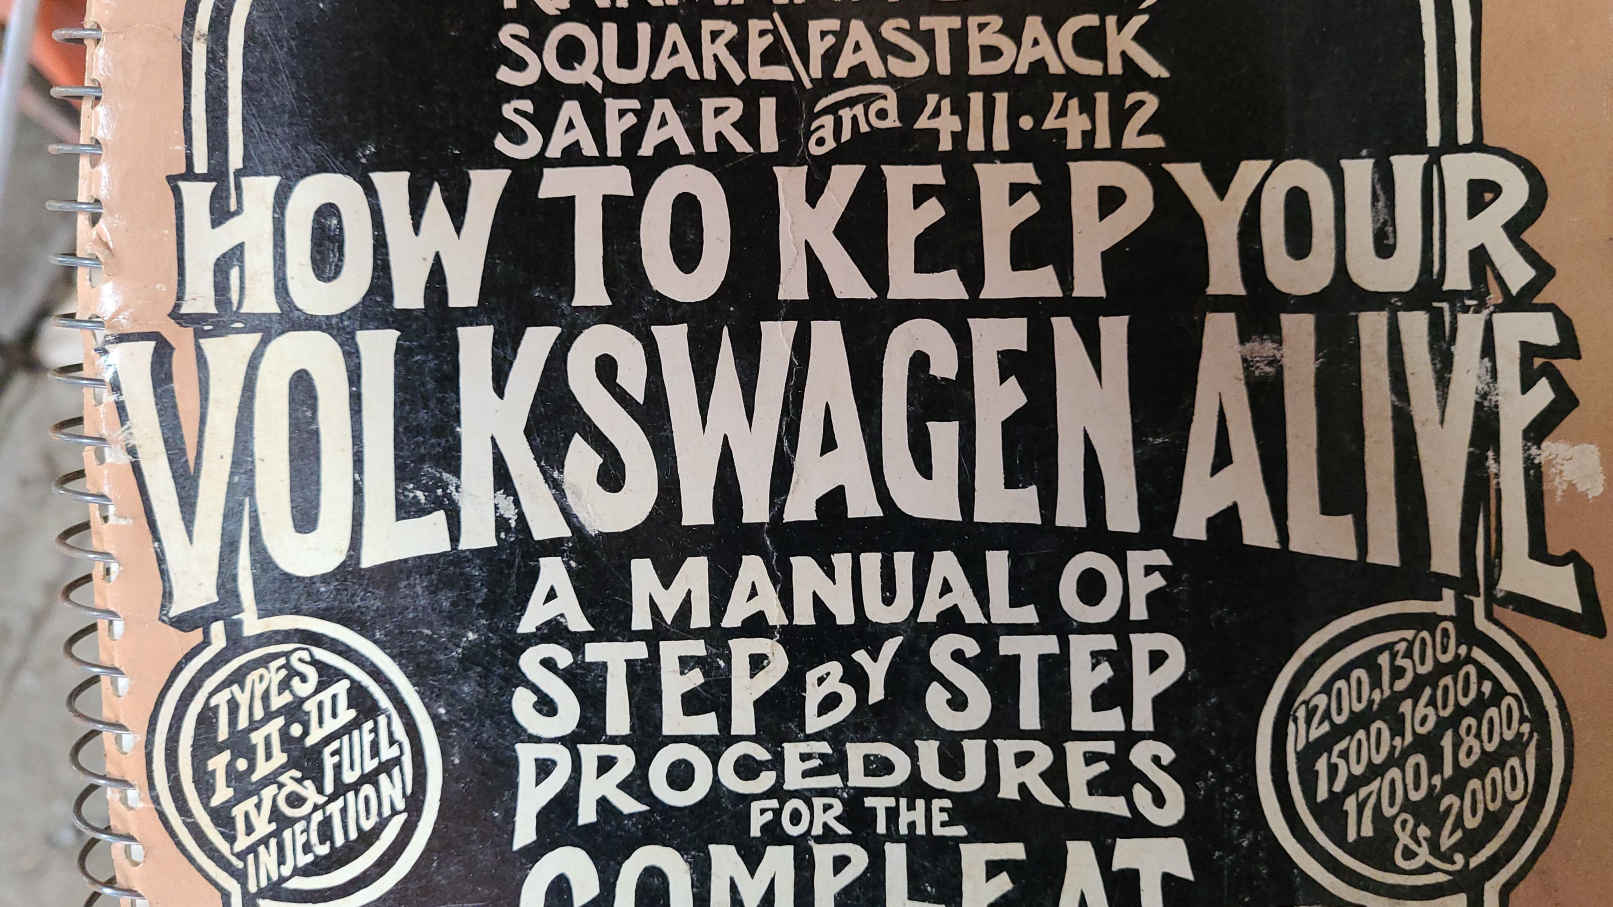 SQUARE\FASTBACK
SAFARI and 411·412
HOW TO KEEP YOUR
VOLKSWAGEN ALIVE
A MANUAL OF
STEP BY STEP
PROCEDURES
FOR THE
COMPLEAT
TYPES
I·II·III
IV & FUEL
INJECTION
1200,1300,
1500,1600,
1700,1800,
& 2000